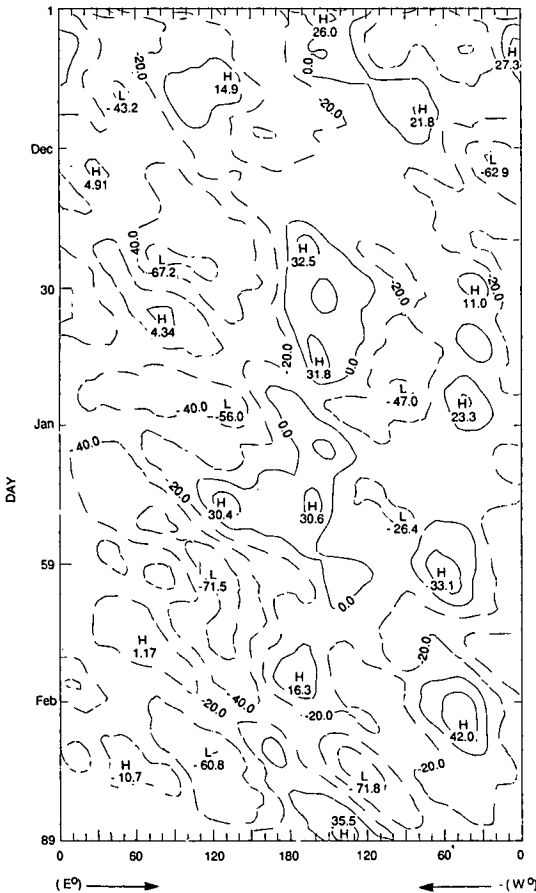 1
H
26.0
H
27.3
-20.0
0.0
H
14.9
L
-43.2
-20.0
H
21.8
Dec
L
-62.9
H
4.91
40.0
H
32.5
L
-67.2
-20.0
-20.0
30
H
11.0
H
4.34
-20.0
0.0
H
31.8
L
-47.0
-40.0
L
-56.0
H
23.3
0.0
Jan
-40.0
DAY
-20.0
H
30.4
H
30.6
L
-26.4
59
L
-71.5
H
33.1
0.0
H
1.17
-20.0
H
16.3
-40.0
-20.0
-20.0
Feb
H
42.0
L
-60.8
H
-10.7
-20.0
L
-71.8
35.5
H
89
0 60 120 180 120 60 0
(E°) -(W°)